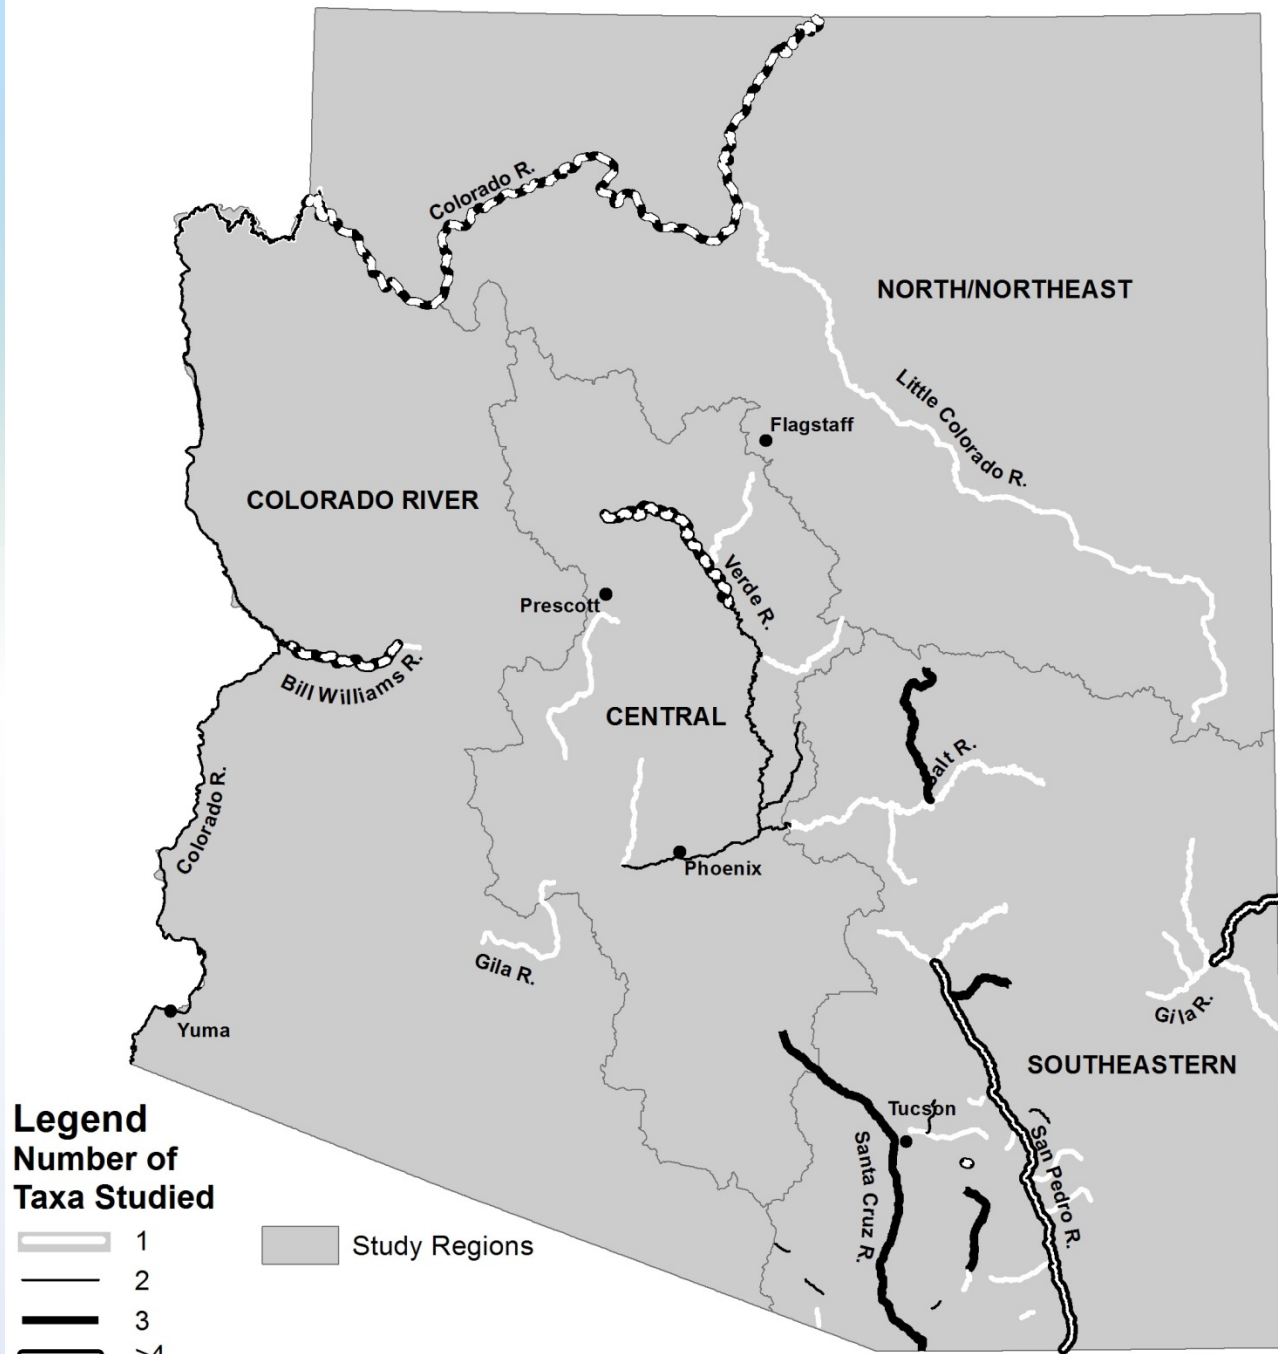 Colorado R.
NORTH/NORTHEAST
Little Colorado R.
Flagstaff
COLORADO RIVER
Verde R.
Prescott
Bill Williams R.
CENTRAL
Salt R.
Colorado R.
Phoenix
Gila R.
Gila R.
Yuma
SOUTHEASTERN
Tucson
San Pedro R.
Santa Cruz R.
Legend
Number of
Taxa Studied
1
2
3
Study Regions